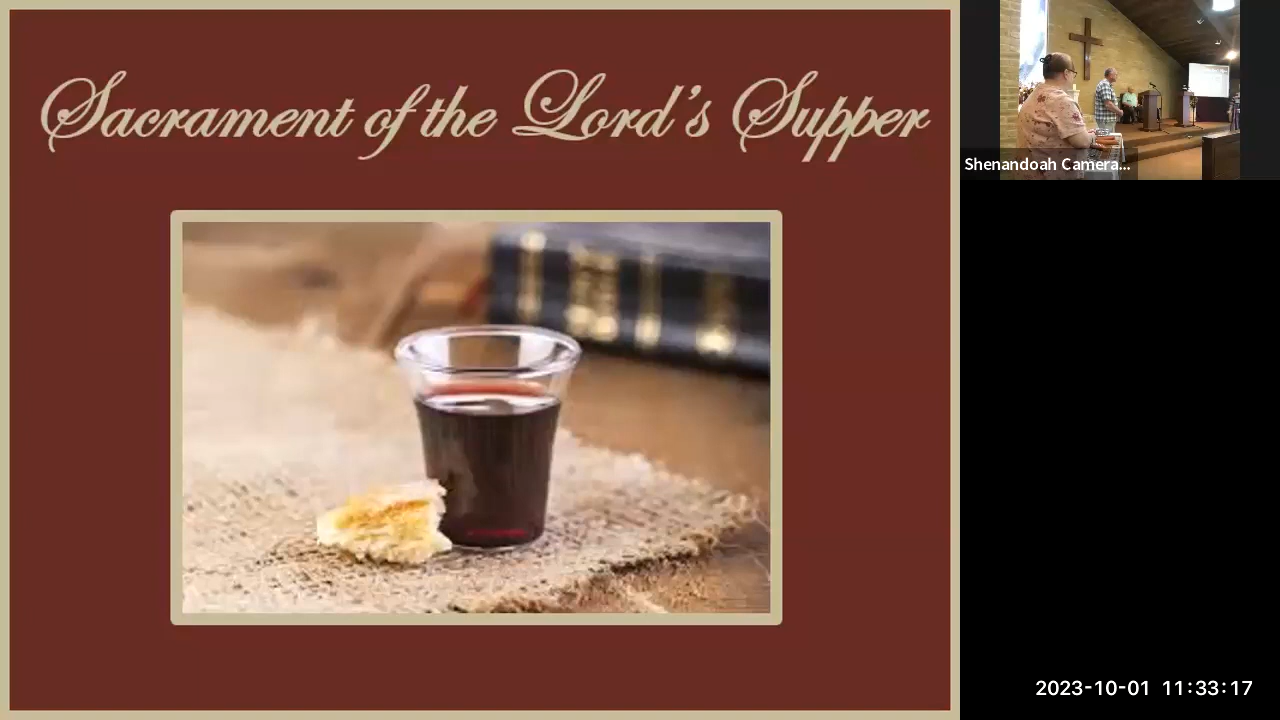 Sacrament of the Lord's Supper
Shenandoah Camera...
2023-10-01 11:33:17